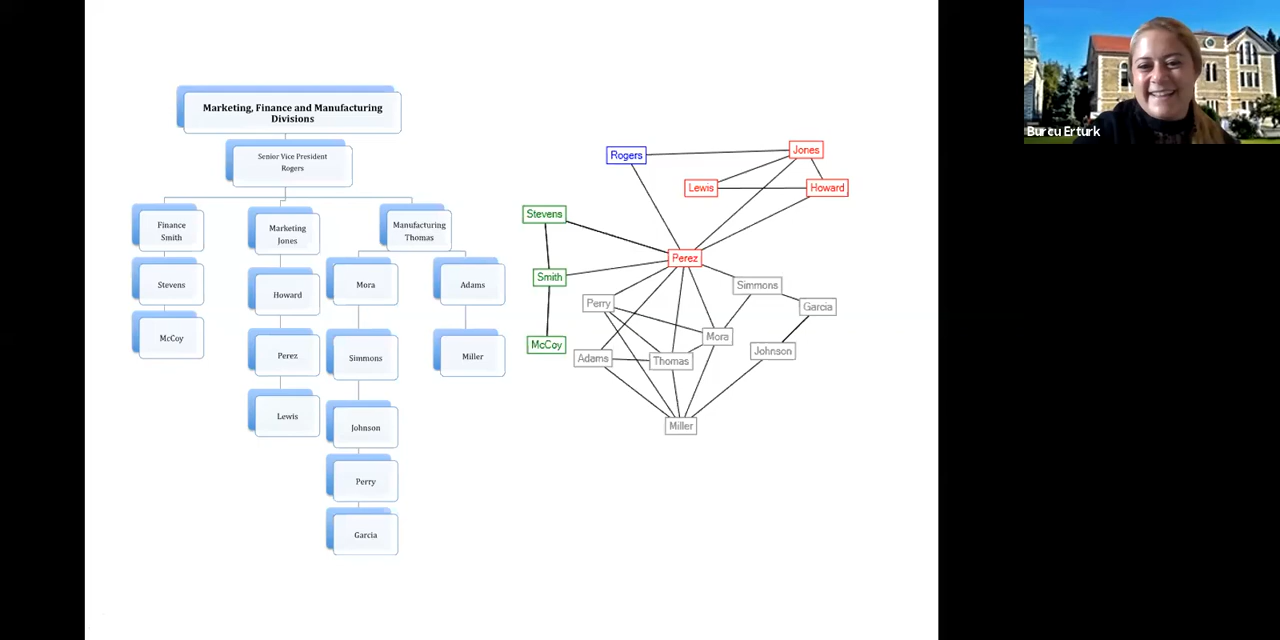 Marketing, Finance and Manufacturing
Divisions
Senior Vice President
Rogers
Finance
Smith
Stevens
McCoy
Marketing
Jones
Howard
Perez
Lewis
Manufacturing
Thomas
Mora
Simmons
Johnson
Perry
Garcia
Adams
Miller
Rogers
Jones
Lewis
Howard
Stevens
Perez
Smith
Simmons
Perry
Garcia
Mora
McCoy
Adams
Thomas
Johnson
Miller
Burcu Erturk